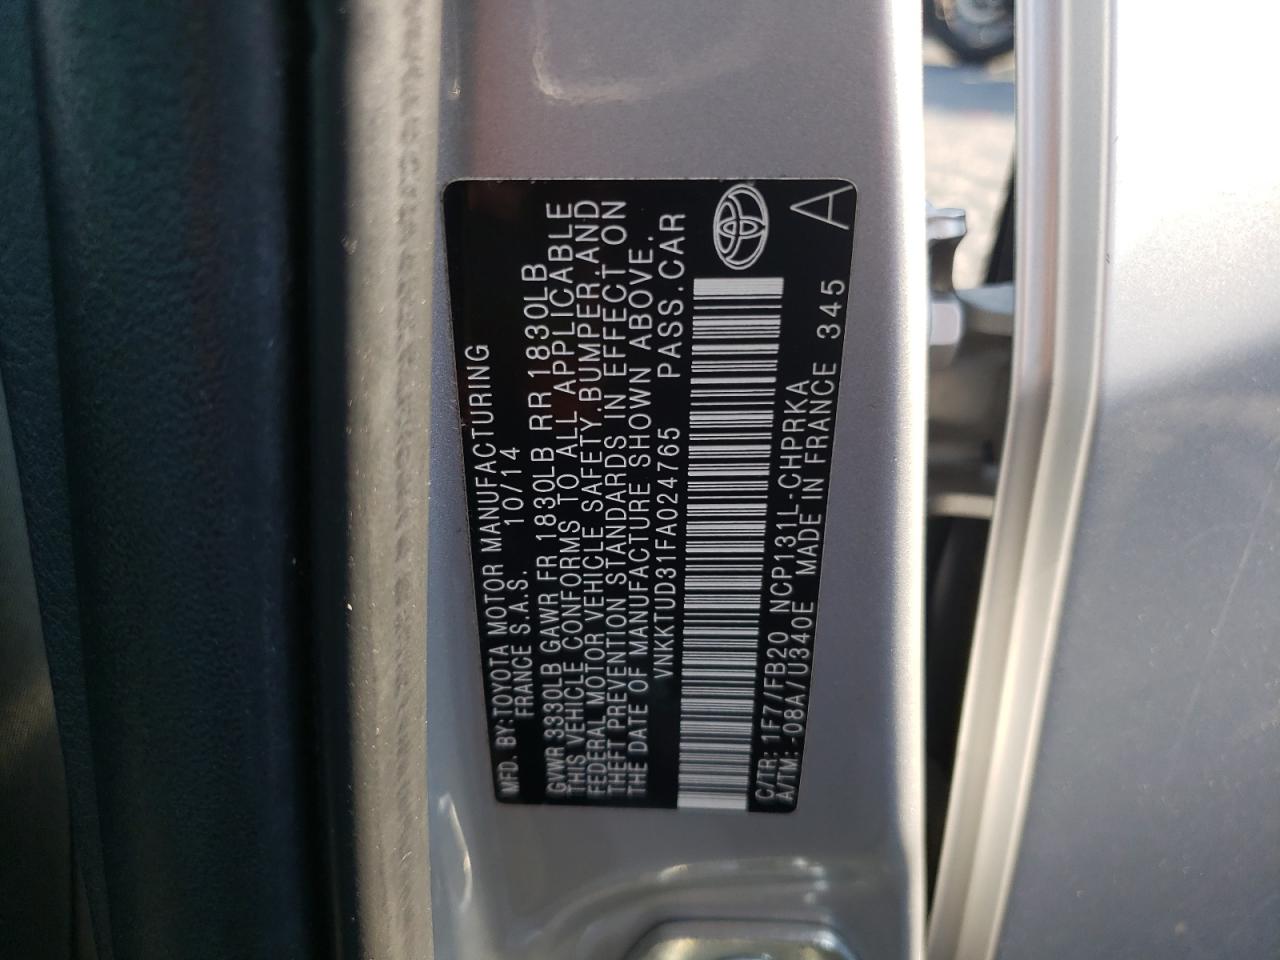 MFD. BY:TOYOTA MOTOR MANUFACTURING
FRANCE S.A.S. 10/14
GVWR 3330LB GAWR FR 1830LB RR 1830LB
THIS VEHICLE CONFORMS TO ALL APPLICABLE
FEDERAL MOTOR VEHICLE SAFETY,BUMPER,AND
THEFT PREVENTION STANDARDS IN EFFECT ON
THE DATE OF MANUFACTURE SHOWN ABOVE.
VNKKTUD31FA024765 PASS.CAR
C/TR: 1F7/FB20 NCP131L-CHPRKA
A/TM: -08A/U340E MADE IN FRANCE 345 A